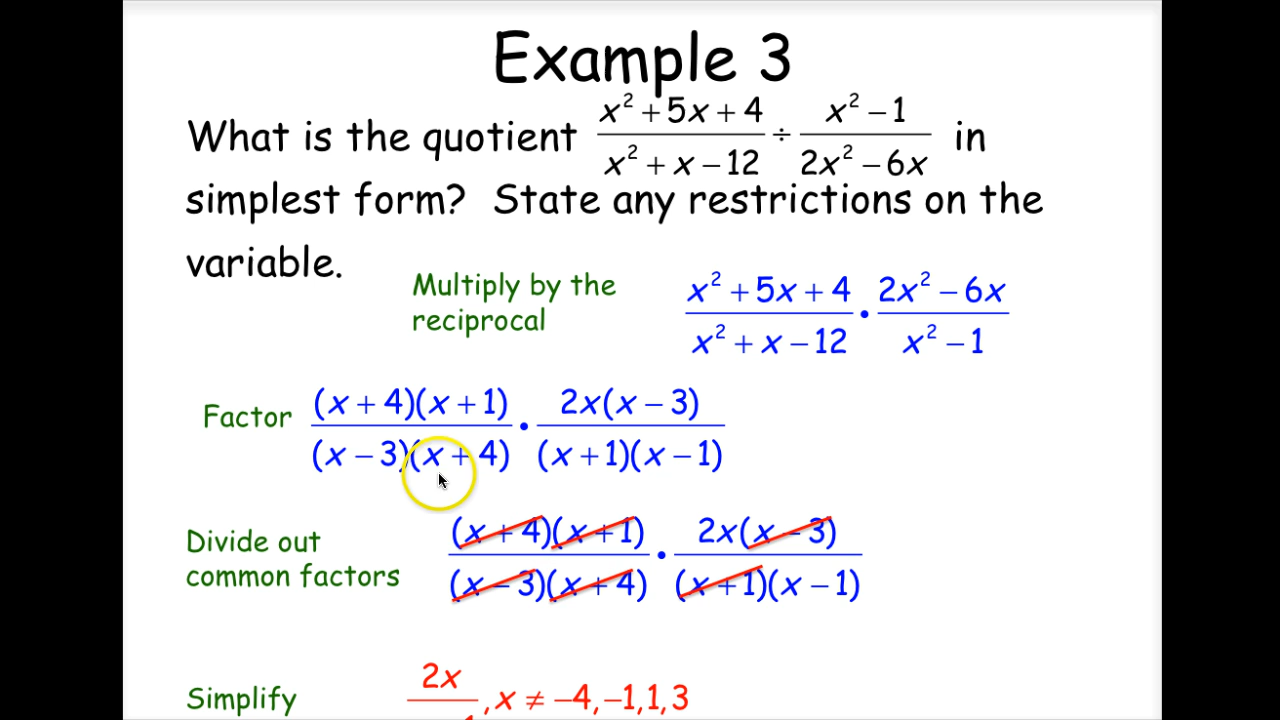 Example 3
What is the quotient (x² + 5x + 4)/(x² + x − 12) ÷ (x² − 1)/(2x² − 6x) in
simplest form? State any restrictions on the
variable.
Multiply by the
reciprocal
(x² + 5x + 4)/(x² + x − 12) • (2x² − 6x)/(x² − 1)
Factor
((x + 4)(x + 1))/((x − 3)(x + 4)) • (2x(x − 3))/((x + 1)(x − 1))
Divide out
common factors
((x + 4)(x + 1))/((x − 3)(x + 4)) • (2x(x − 3))/((x + 1)(x − 1))
Simplify
2x
, x ≠ −4, −1, 1, 3